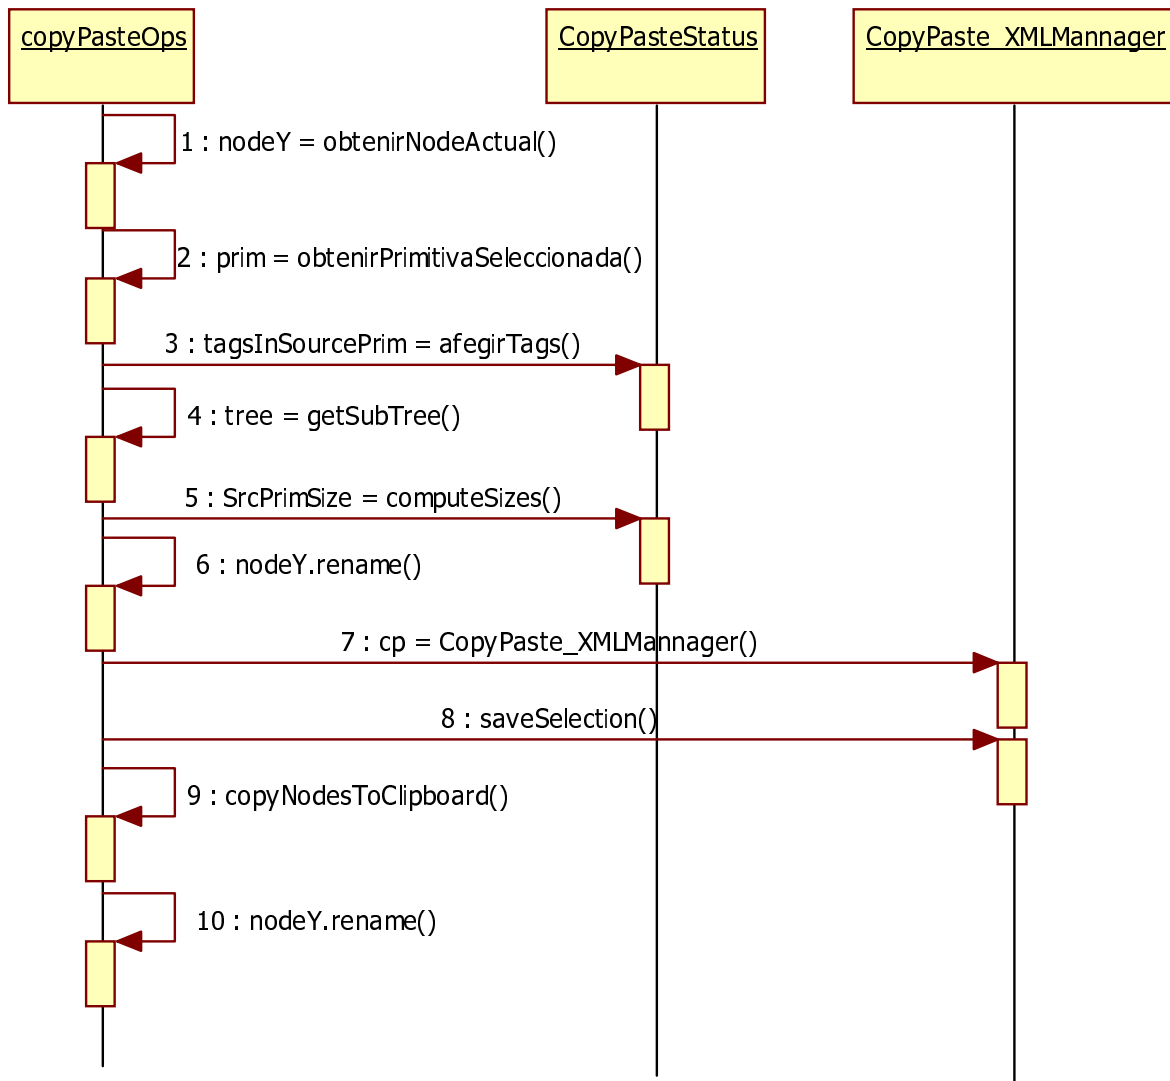 copyPasteOps
CopyPasteStatus
CopyPaste_XMLMannager
1 : nodeY = obtenirNodeActual()
2 : prim = obtenirPrimitivaSeleccionada()
3 : tagsInSourcePrim = afegirTags()
4 : tree = getSubTree()
5 : SrcPrimSize = computeSizes()
6 : nodeY.rename()
7 : cp = CopyPaste_XMLMannager()
8 : saveSelection()
9 : copyNodesToClipboard()
10 : nodeY.rename()